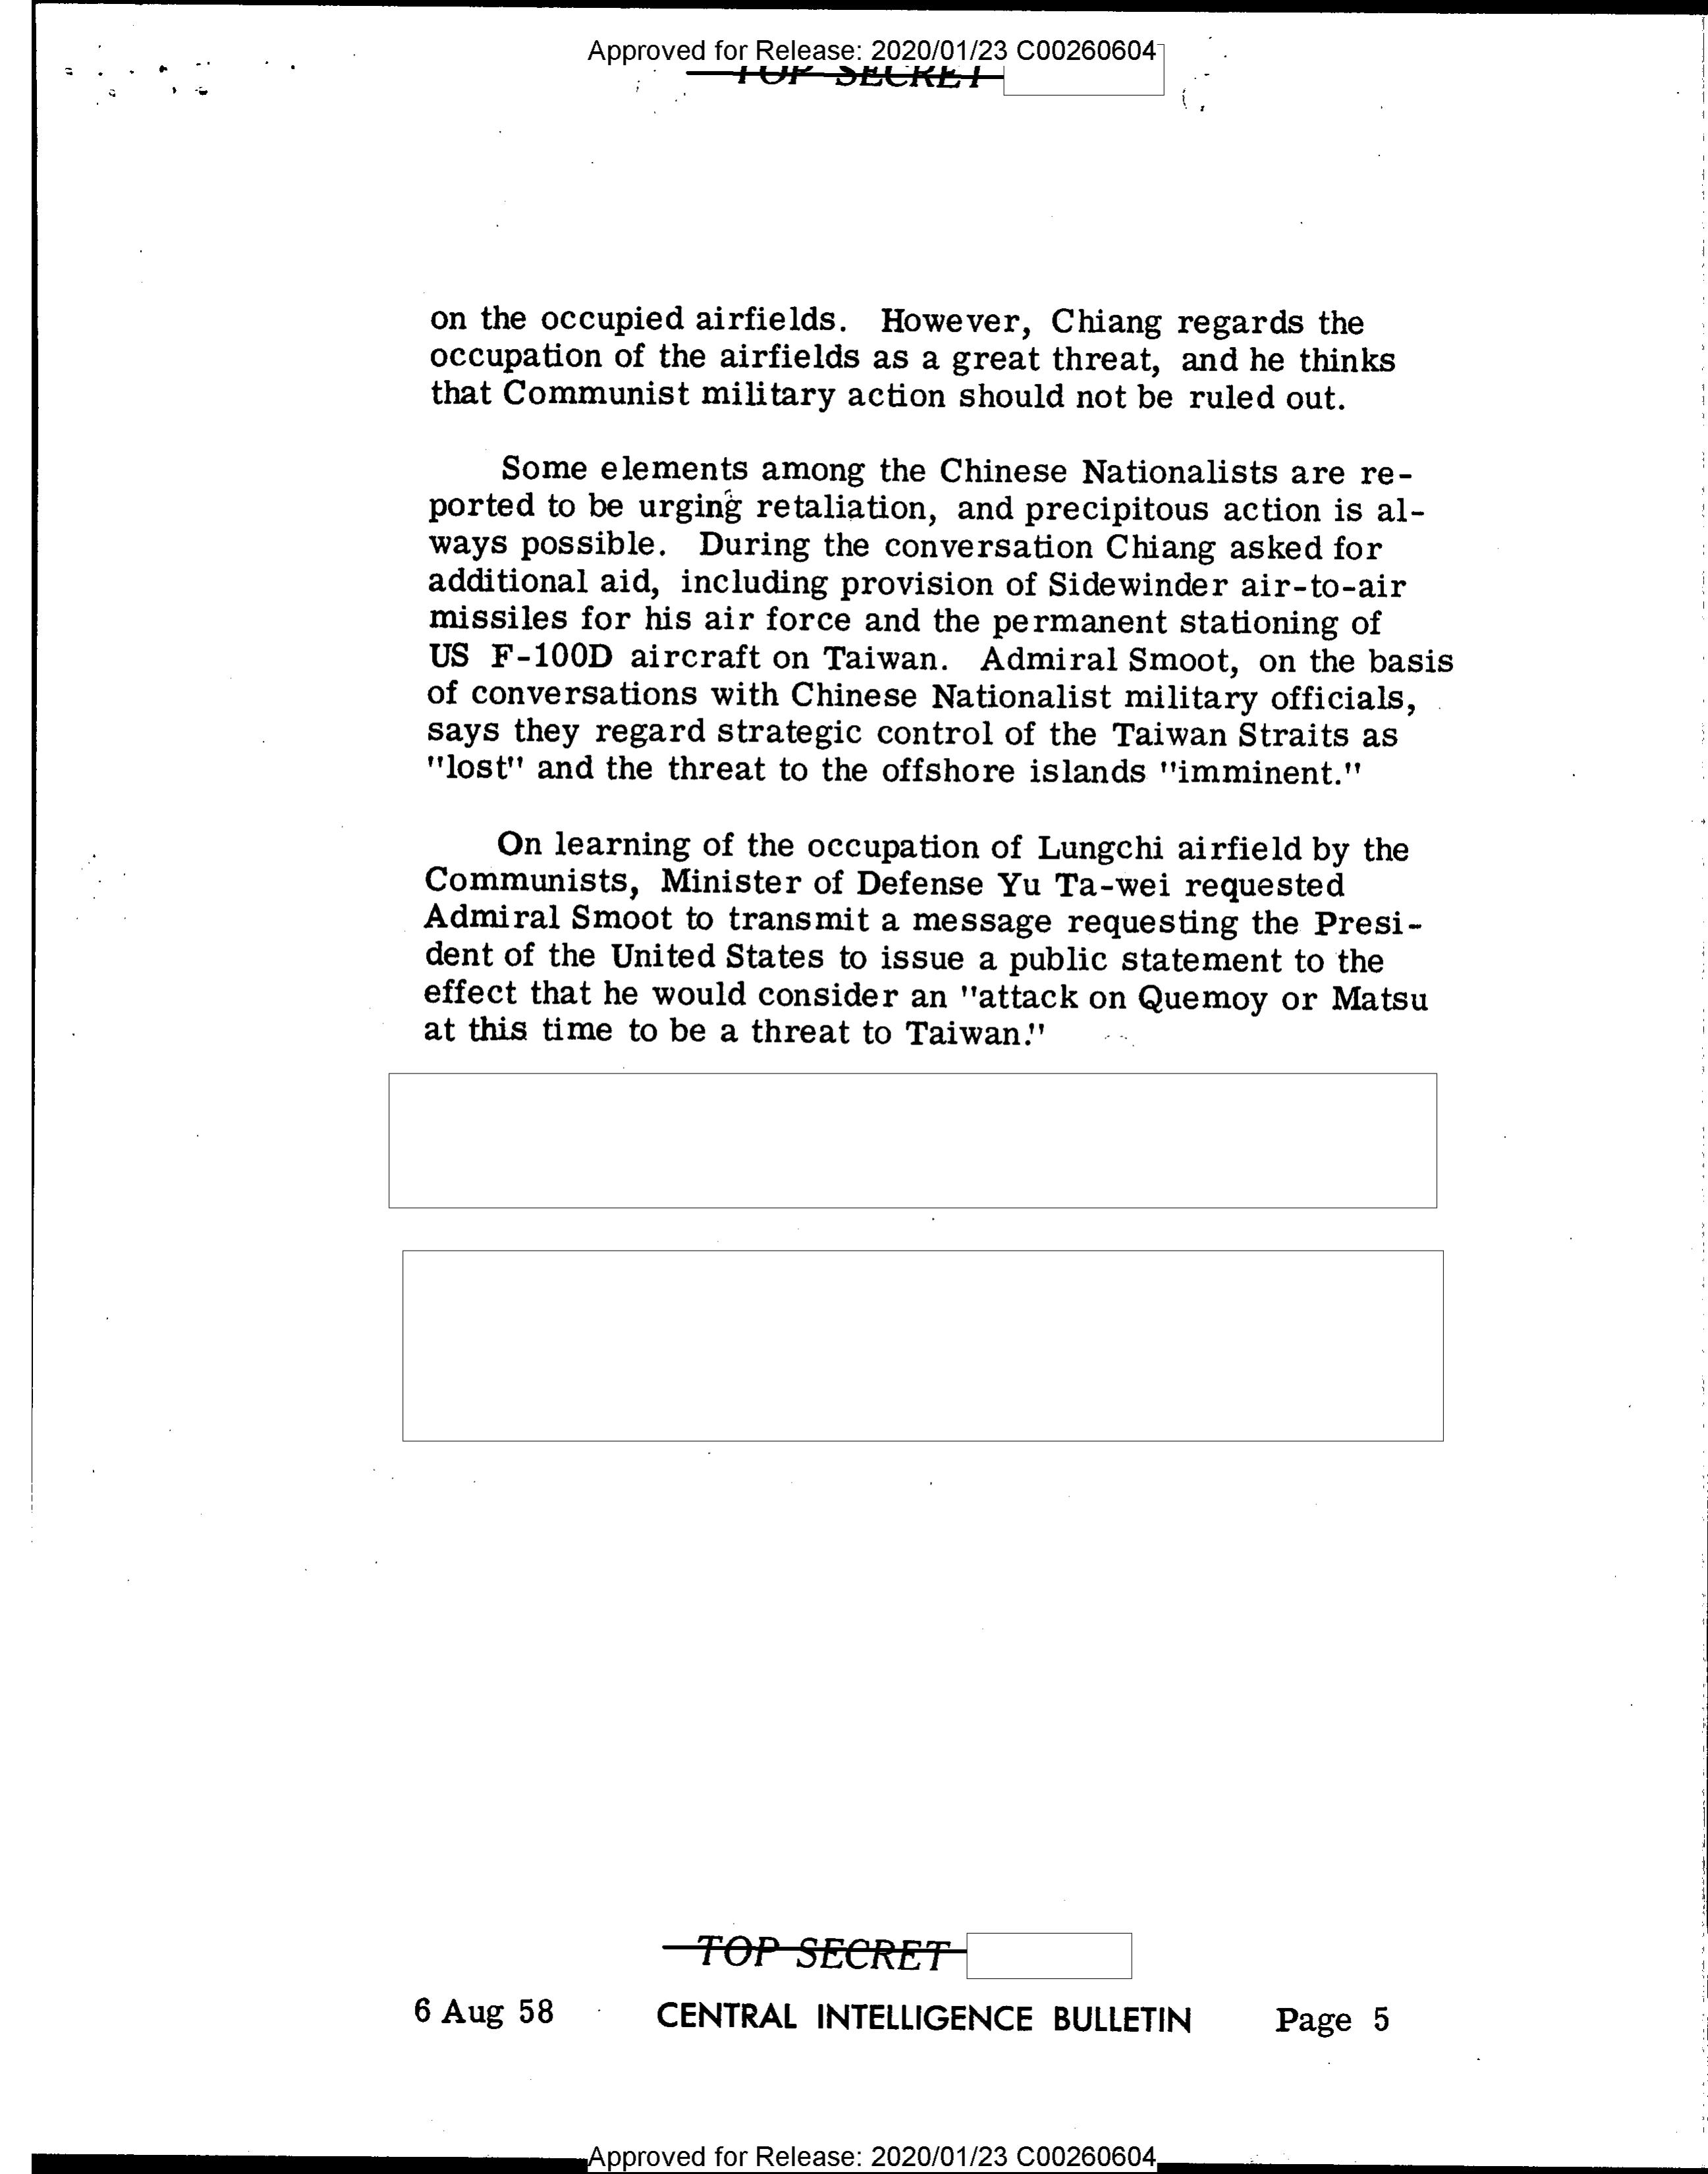 Approved for Release: 2020/01/23 C00260604
TOP SECRET
on the occupied airfields. However, Chiang regards the
occupation of the airfields as a great threat, and he thinks
that Communist military action should not be ruled out.
Some elements among the Chinese Nationalists are re-
ported to be urging retaliation, and precipitous action is al-
ways possible. During the conversation Chiang asked for
additional aid, including provision of Sidewinder air-to-air
missiles for his air force and the permanent stationing of
US F-100D aircraft on Taiwan. Admiral Smoot, on the basis
of conversations with Chinese Nationalist military officials,
says they regard strategic control of the Taiwan Straits as
"lost" and the threat to the offshore islands "imminent."
On learning of the occupation of Lungchi airfield by the
Communists, Minister of Defense Yu Ta-wei requested
Admiral Smoot to transmit a message requesting the Presi-
dent of the United States to issue a public statement to the
effect that he would consider an "attack on Quemoy or Matsu
at this time to be a threat to Taiwan."
TOP SECRET
6 Aug 58 CENTRAL INTELLIGENCE BULLETIN Page 5
Approved for Release: 2020/01/23 C00260604